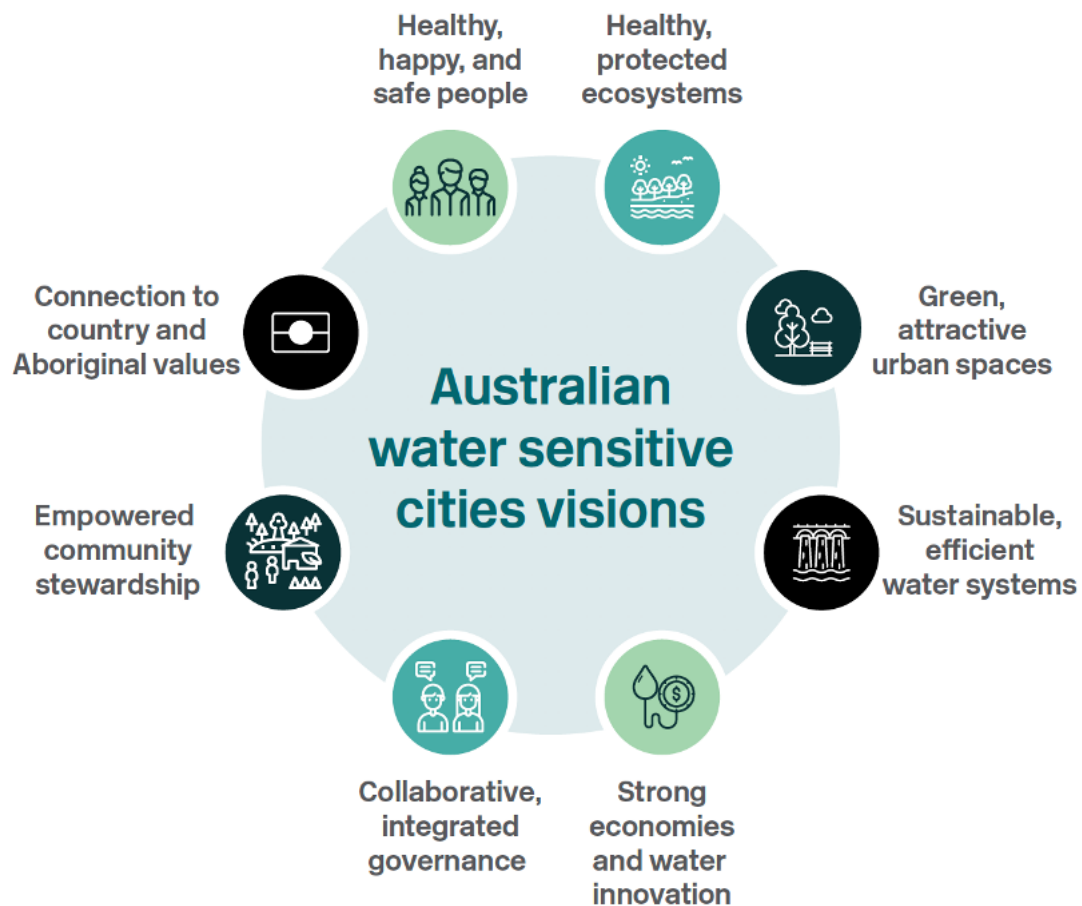 Healthy,
happy, and
safe people
Healthy,
protected
ecosystems
Green,
attractive
urban spaces
Sustainable,
efficient
water systems
Strong
economies
and water
innovation
Collaborative,
integrated
governance
Empowered
community
stewardship
Connection to
country and
Aboriginal values
Australian
water sensitive
cities visions
$